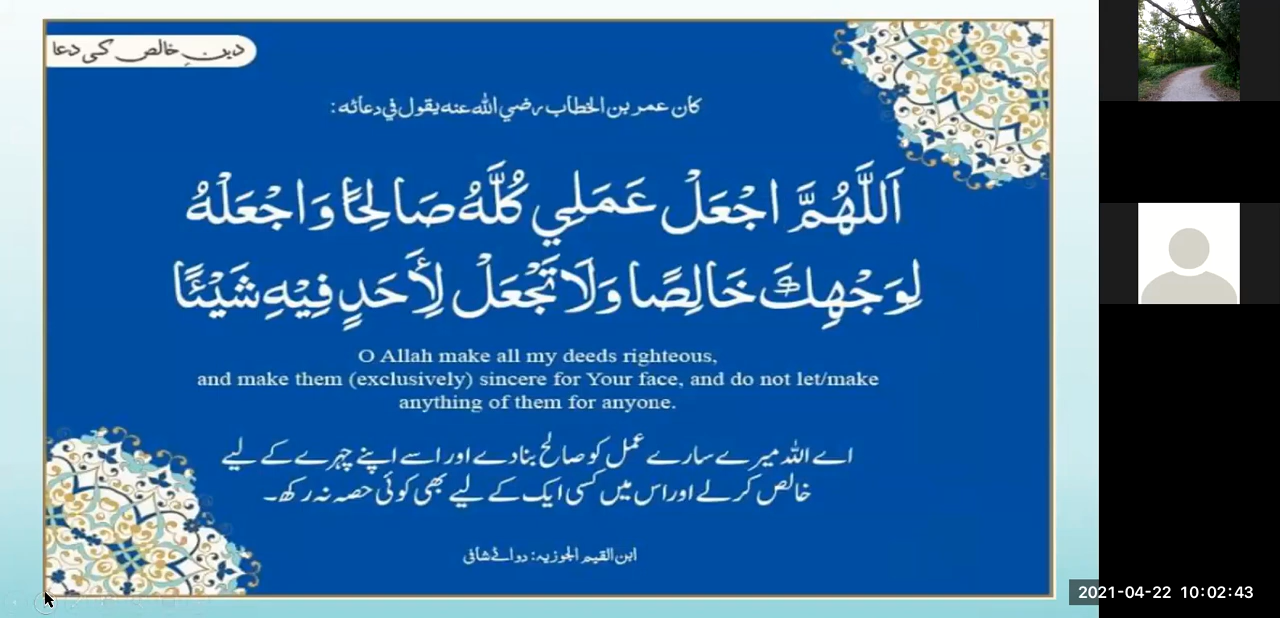 دینِ خالص کی دعا
كان عمر بن الخطاب رضي الله عنه يقول في دعائه:
اَللَّهُمَّ اجْعَلْ عَمَلِي كُلَّهُ صَالِحًا وَاجْعَلْهُ
لِوَجْهِكَ خَالِصًا وَلَا تَجْعَلْ لِأَحَدٍ فِيْهِ شَيْئًا
O Allah make all my deeds righteous,
and make them (exclusively) sincere for Your face, and do not let/make
anything of them for anyone.
اے اللہ میرے سارے عمل کو صالح بنا دے اور اسے اپنے چہرے کے لیے
خالص کر لے اور اس میں کسی ایک کے لیے بھی کوئی حصہ نہ رکھ۔
ابن القیم الجوزیہ: دوائے شافی
2021-04-22 10:02:43